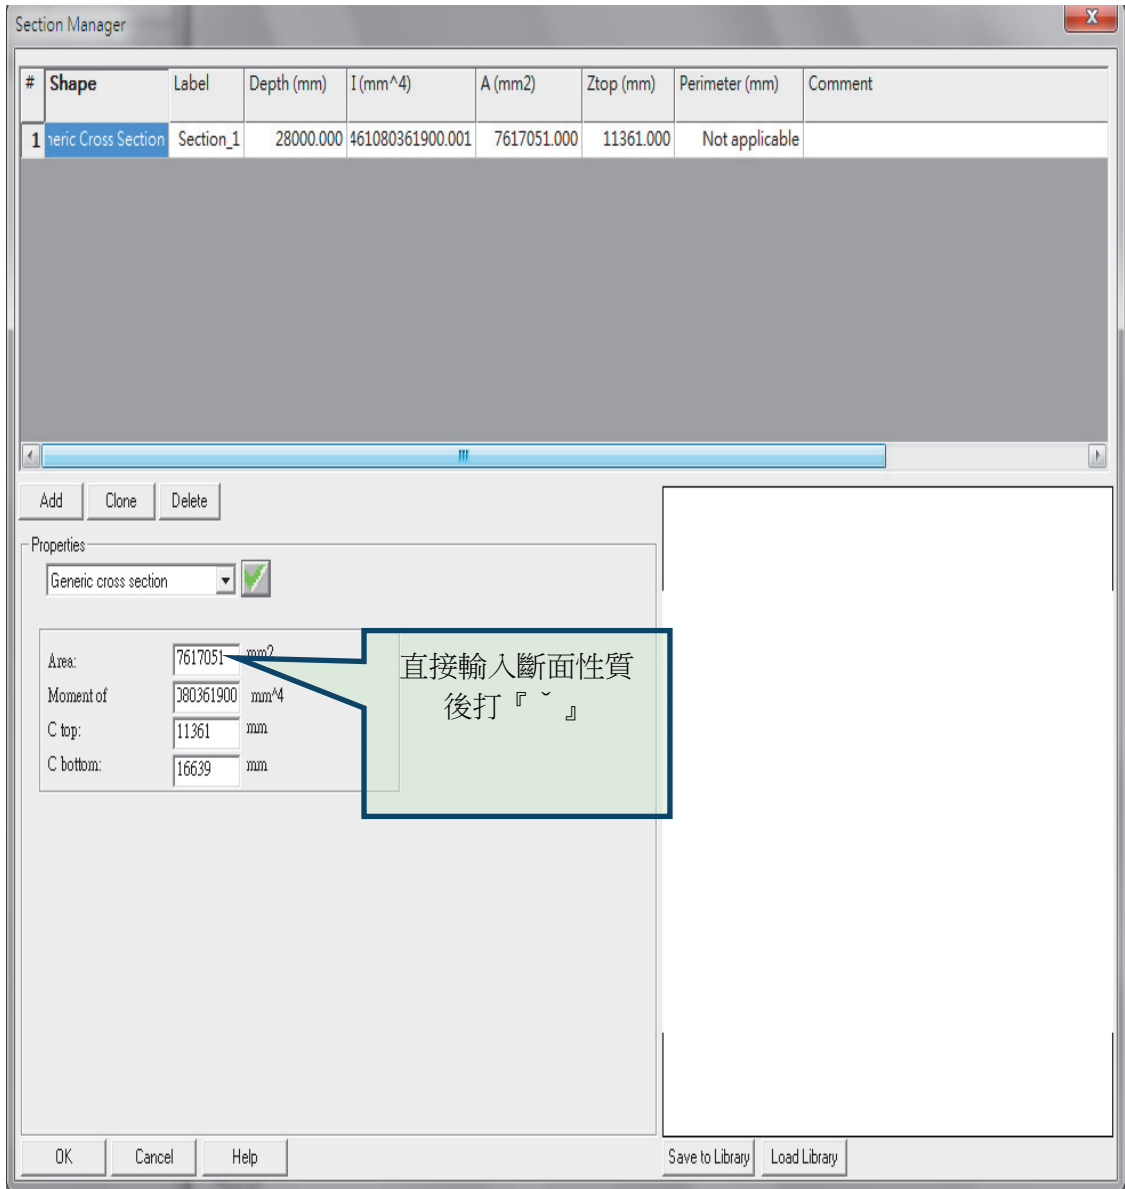 Section Manager
X
# Shape Label Depth (mm) I (mm^4) A (mm2) Ztop (mm) Perimeter (mm) Comment
1 neric Cross Section Section_1 28000.000 461080361900.001 7617051.000 11361.000 Not applicable
Add Clone Delete
Properties
Generic cross section
Area: 7617051 mm2
Moment of 080361900 mm^4
C top: 11361 mm
C bottom: 16639 mm
直接輸入斷面性質
後打『ˇ』
OK Cancel Help Save to Library Load Library